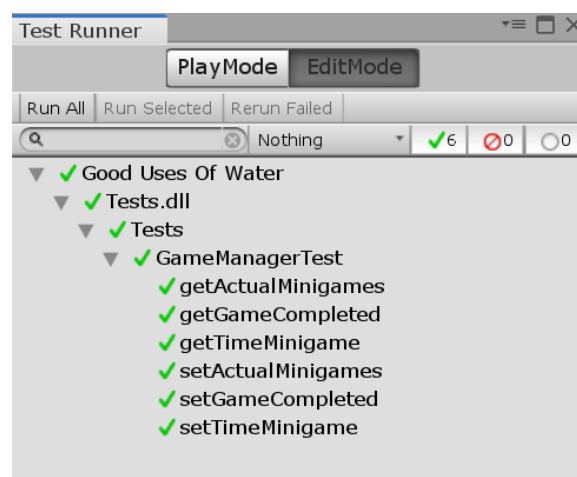 Test Runner
PlayMode EditMode
Run All Run Selected Rerun Failed
Nothing 6 0 0
Good Uses Of Water
Tests.dll
Tests
GameManagerTest
getActualMinigames
getGameCompleted
getTimeMinigame
setActualMinigames
setGameCompleted
setTimeMinigame